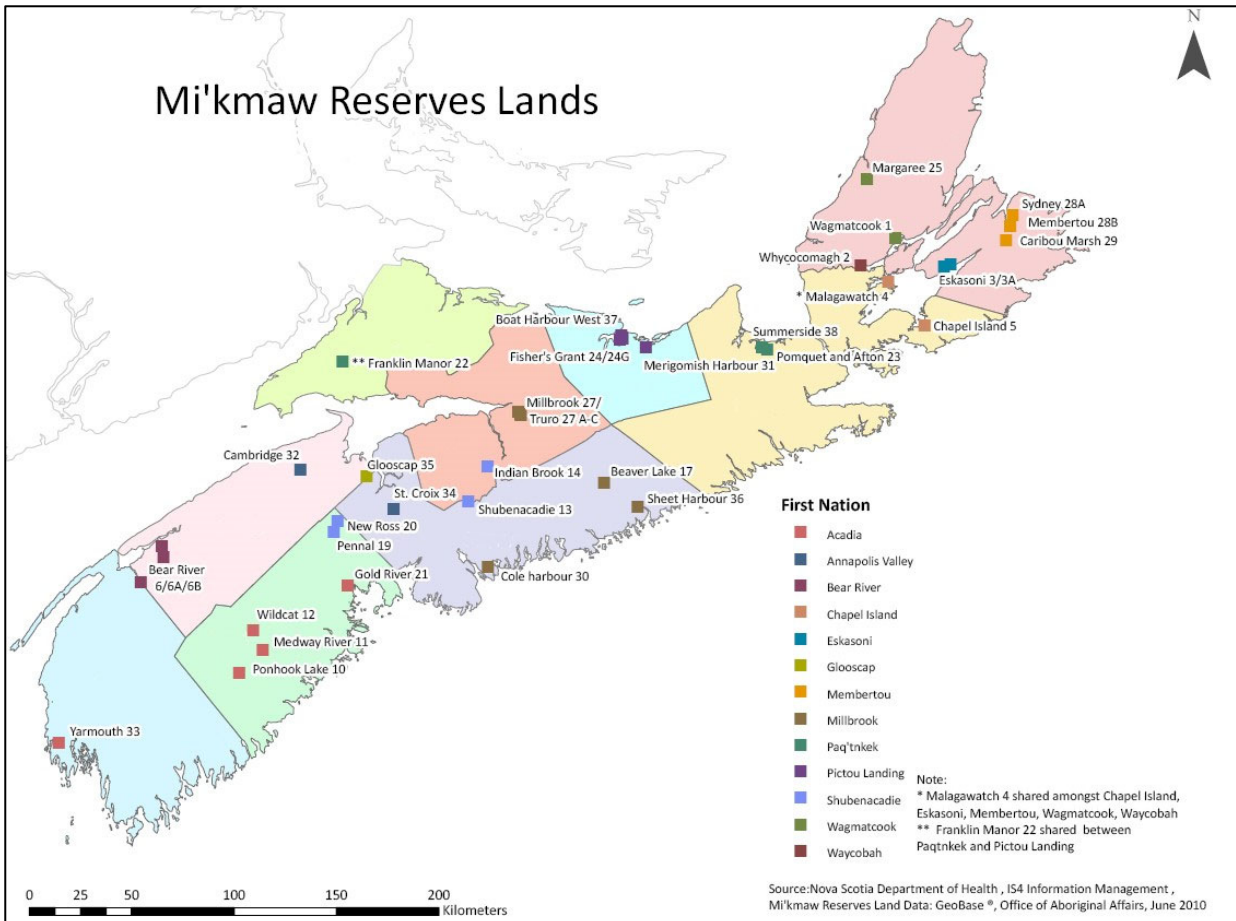 N
Mi'kmaw Reserves Lands
Margaree 25
Sydney 28A
Membertou 28B
Wagmatcook 1
Caribou Marsh 29
Whycocomagh 2
Eskasoni 3/3A
* Malagawatch 4
Boat Harbour West 37
Summerside 38
Chapel Island 5
Fisher's Grant 24/24G
** Franklin Manor 22
Merigomish Harbour 31
Pomquet and Afton 23
Millbrook 27/
Truro 27 A-C
Cambridge 32
Glooscap 35
Indian Brook 14
Beaver Lake 17
St. Croix 34
Shubenacadie 13
Sheet Harbour 36
New Ross 20
Pennal 19
Bear River
6/6A/6B
Gold River 21
Cole harbour 30
Wildcat 12
Medway River 11
Ponhook Lake 10
Yarmouth 33
First Nation
Acadia
Annapolis Valley
Bear River
Chapel Island
Eskasoni
Glooscap
Membertou
Millbrook
Paq'tnkek
Pictou Landing
Shubenacadie
Wagmatcook
Waycobah
Note:
* Malagawatch 4 shared amongst Chapel Island,
Eskasoni, Membertou, Wagmatcook, Waycobah
** Franklin Manor 22 shared between
Paqtnkek and Pictou Landing
0 25 50 100 150 200
Kilometers
Source:Nova Scotia Department of Health , IS4 Information Management ,
Mi'kmaw Reserves Land Data: GeoBase ®, Office of Aboriginal Affairs, June 2010